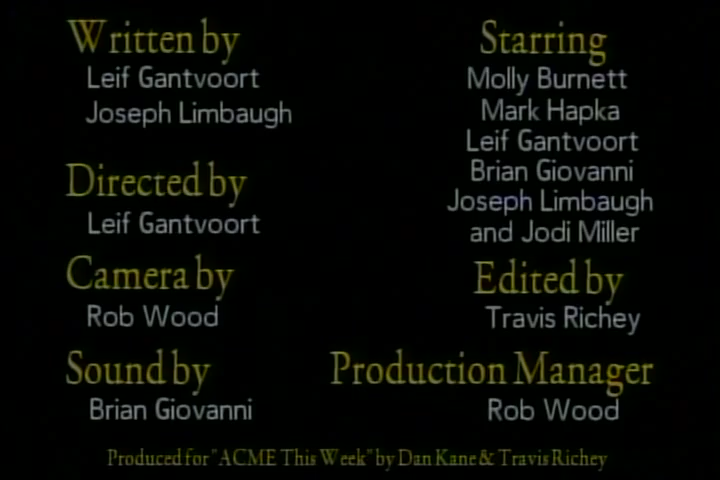 Written by
Leif Gantvoort
Joseph Limbaugh
Directed by
Leif Gantvoort
Camera by
Rob Wood
Sound by
Brian Giovanni
Starring
Molly Burnett
Mark Hapka
Leif Gantvoort
Brian Giovanni
Joseph Limbaugh
and Jodi Miller
Edited by
Travis Richey
Production Manager
Rob Wood
Produced for "ACME This Week" by Dan Kane & Travis Richey